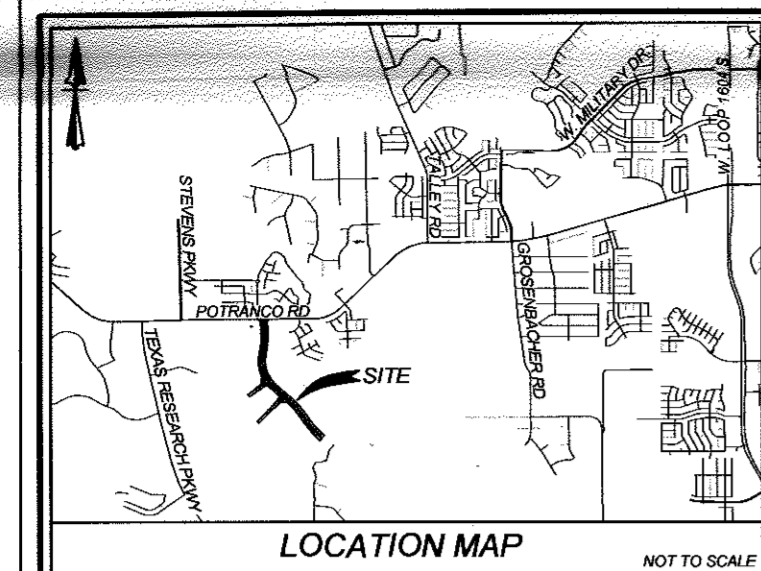 W. MILITARY DR.
W. LOOP 1604 S.
STEVENS PKWY
TALLEY RD
GROSENBACHER RD
POTRANCO RD
TEXAS RESEARCH PKWY
SITE
LOCATION MAP
NOT TO SCALE